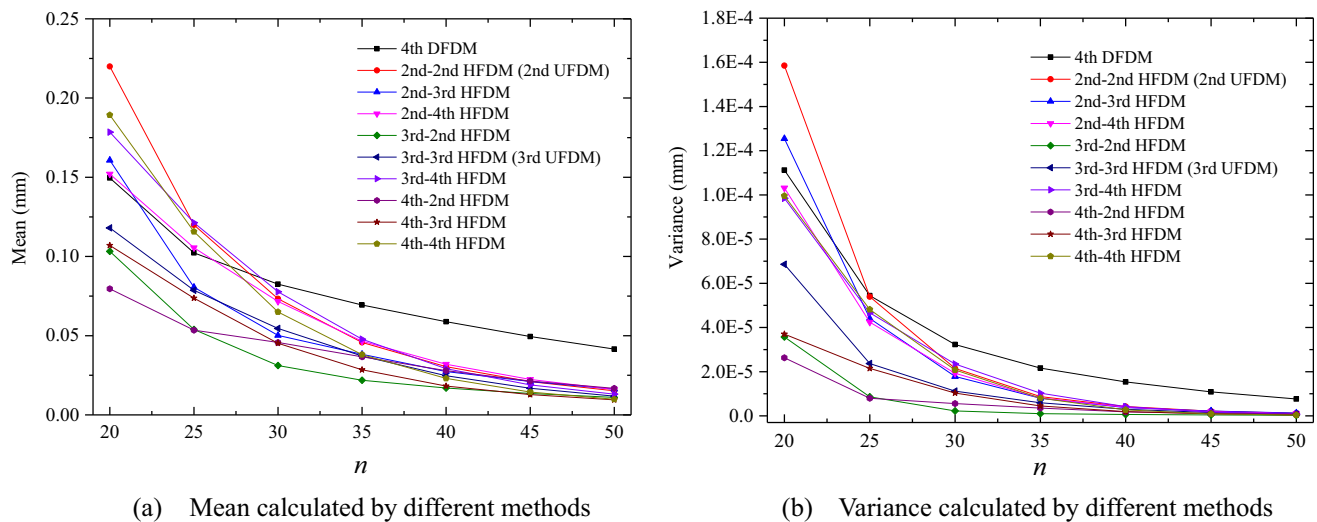 0.25
0.20
0.15
0.10
0.05
0.00
Mean (mm)
20 25 30 35 40 45 50
n
4th DFDM
2nd-2nd HFDM (2nd UFDM)
2nd-3rd HFDM
2nd-4th HFDM
3rd-2nd HFDM
3rd-3rd HFDM (3rd UFDM)
3rd-4th HFDM
4th-2nd HFDM
4th-3rd HFDM
4th-4th HFDM
(a) Mean calculated by different methods
1.8E-4
1.6E-4
1.4E-4
1.2E-4
1.0E-4
8.0E-5
6.0E-5
4.0E-5
2.0E-5
0.0
Variance (mm)
20 25 30 35 40 45 50
n
4th DFDM
2nd-2nd HFDM (2nd UFDM)
2nd-3rd HFDM
2nd-4th HFDM
3rd-2nd HFDM
3rd-3rd HFDM (3rd UFDM)
3rd-4th HFDM
4th-2nd HFDM
4th-3rd HFDM
4th-4th HFDM
(b) Variance calculated by different methods